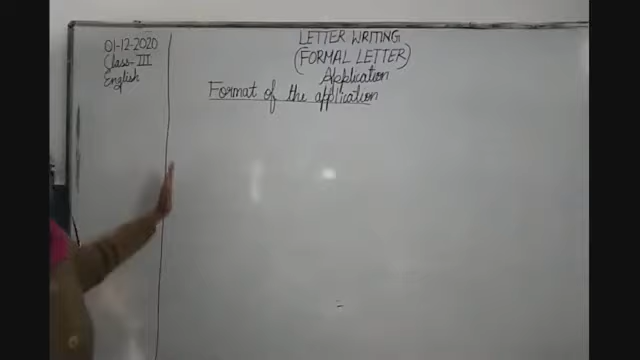 01-12-2020
Class-III
English
LETTER WRITING
(FORMAL LETTER)
Application
Format of the application